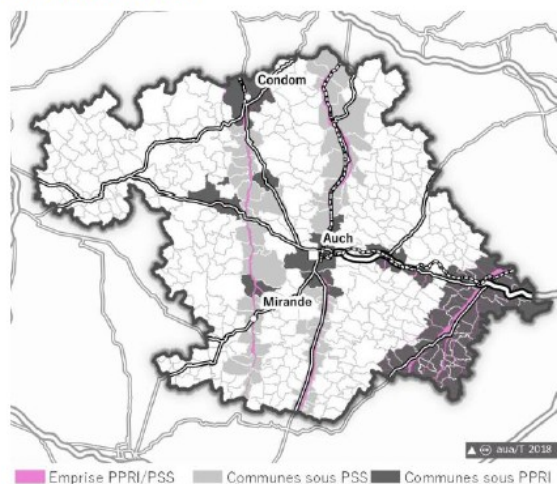 Condom
Auch
Mirande
aua/T 2018
Emprise PPRI/PSS Communes sous PSS Communes sous PPRI